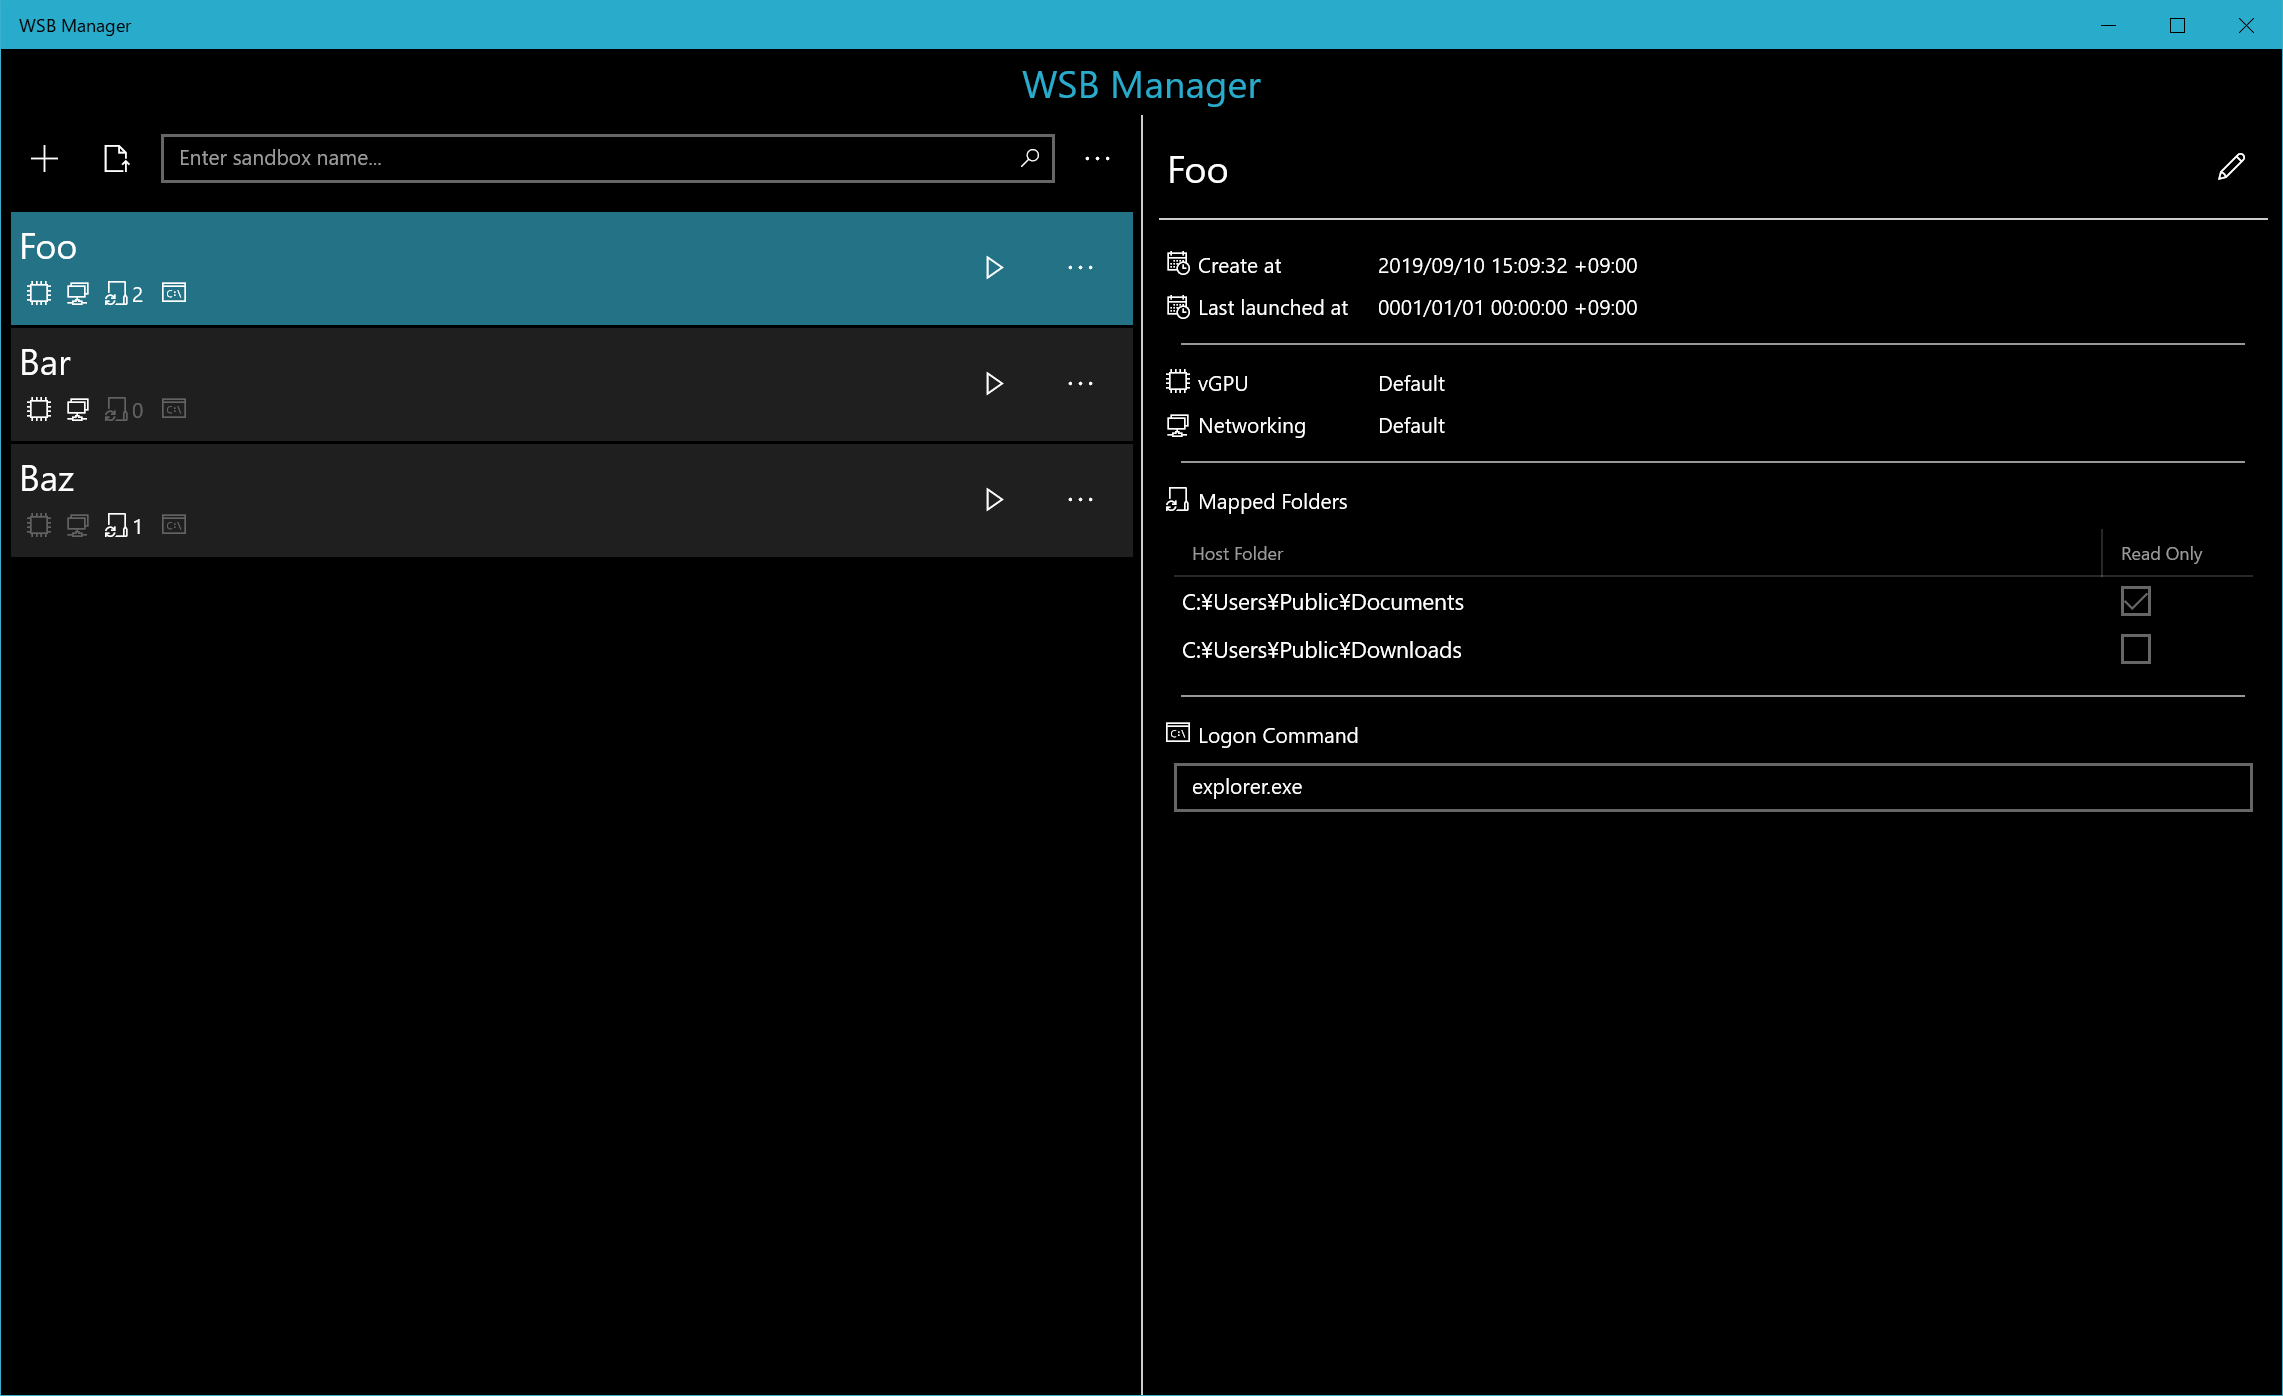 WSB Manager
WSB Manager
Enter sandbox name...
Foo
2
C:\
Bar
0
C:\
Baz
1
C:\
Foo
Create at 2019/09/10 15:09:32 +09:00
Last launched at 0001/01/01 00:00:00 +09:00
vGPU Default
Networking Default
Mapped Folders
Host Folder Read Only
C:¥Users¥Public¥Documents
C:¥Users¥Public¥Downloads
C:\ Logon Command
explorer.exe